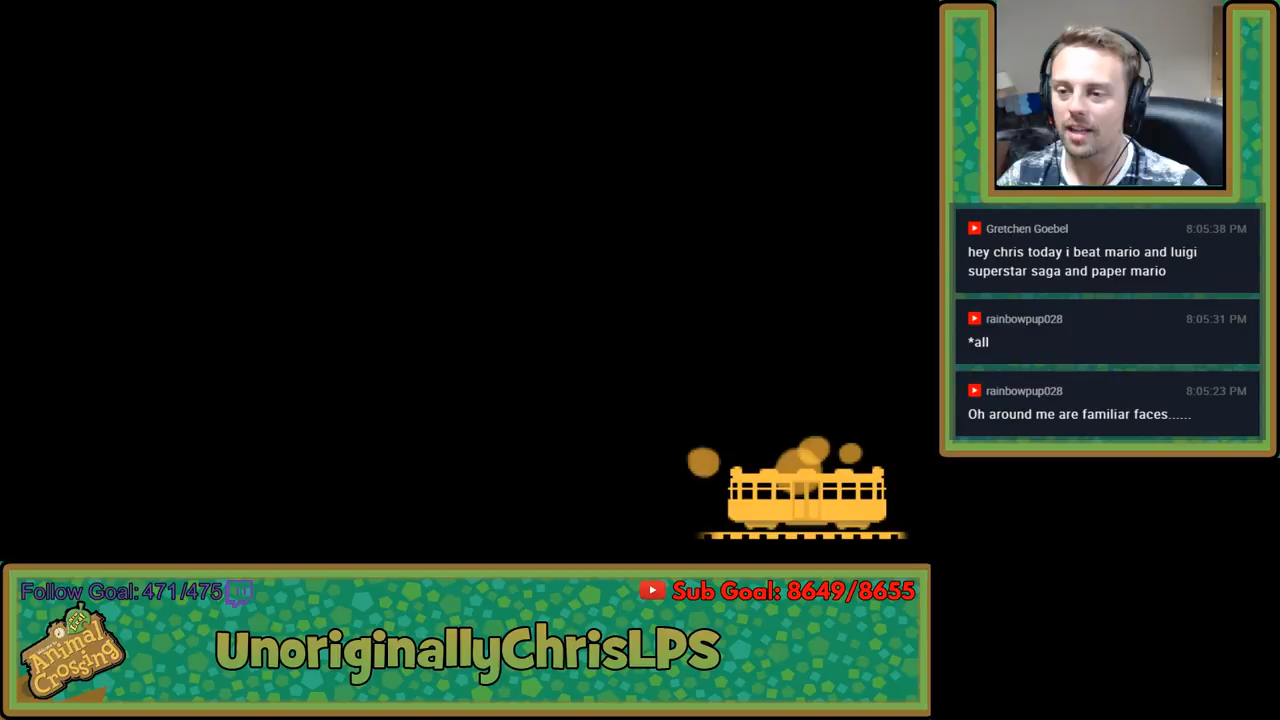 Gretchen Goebel 8:05:38 PM
hey chris today i beat mario and luigi
superstar saga and paper mario
rainbowpup028 8:05:31 PM
*all
rainbowpup028 8:05:23 PM
Oh around me are familiar faces......
Follow Goal: 471/475
Sub Goal: 8649/8655
Animal
Crossing
UnoriginallyChrisLPS